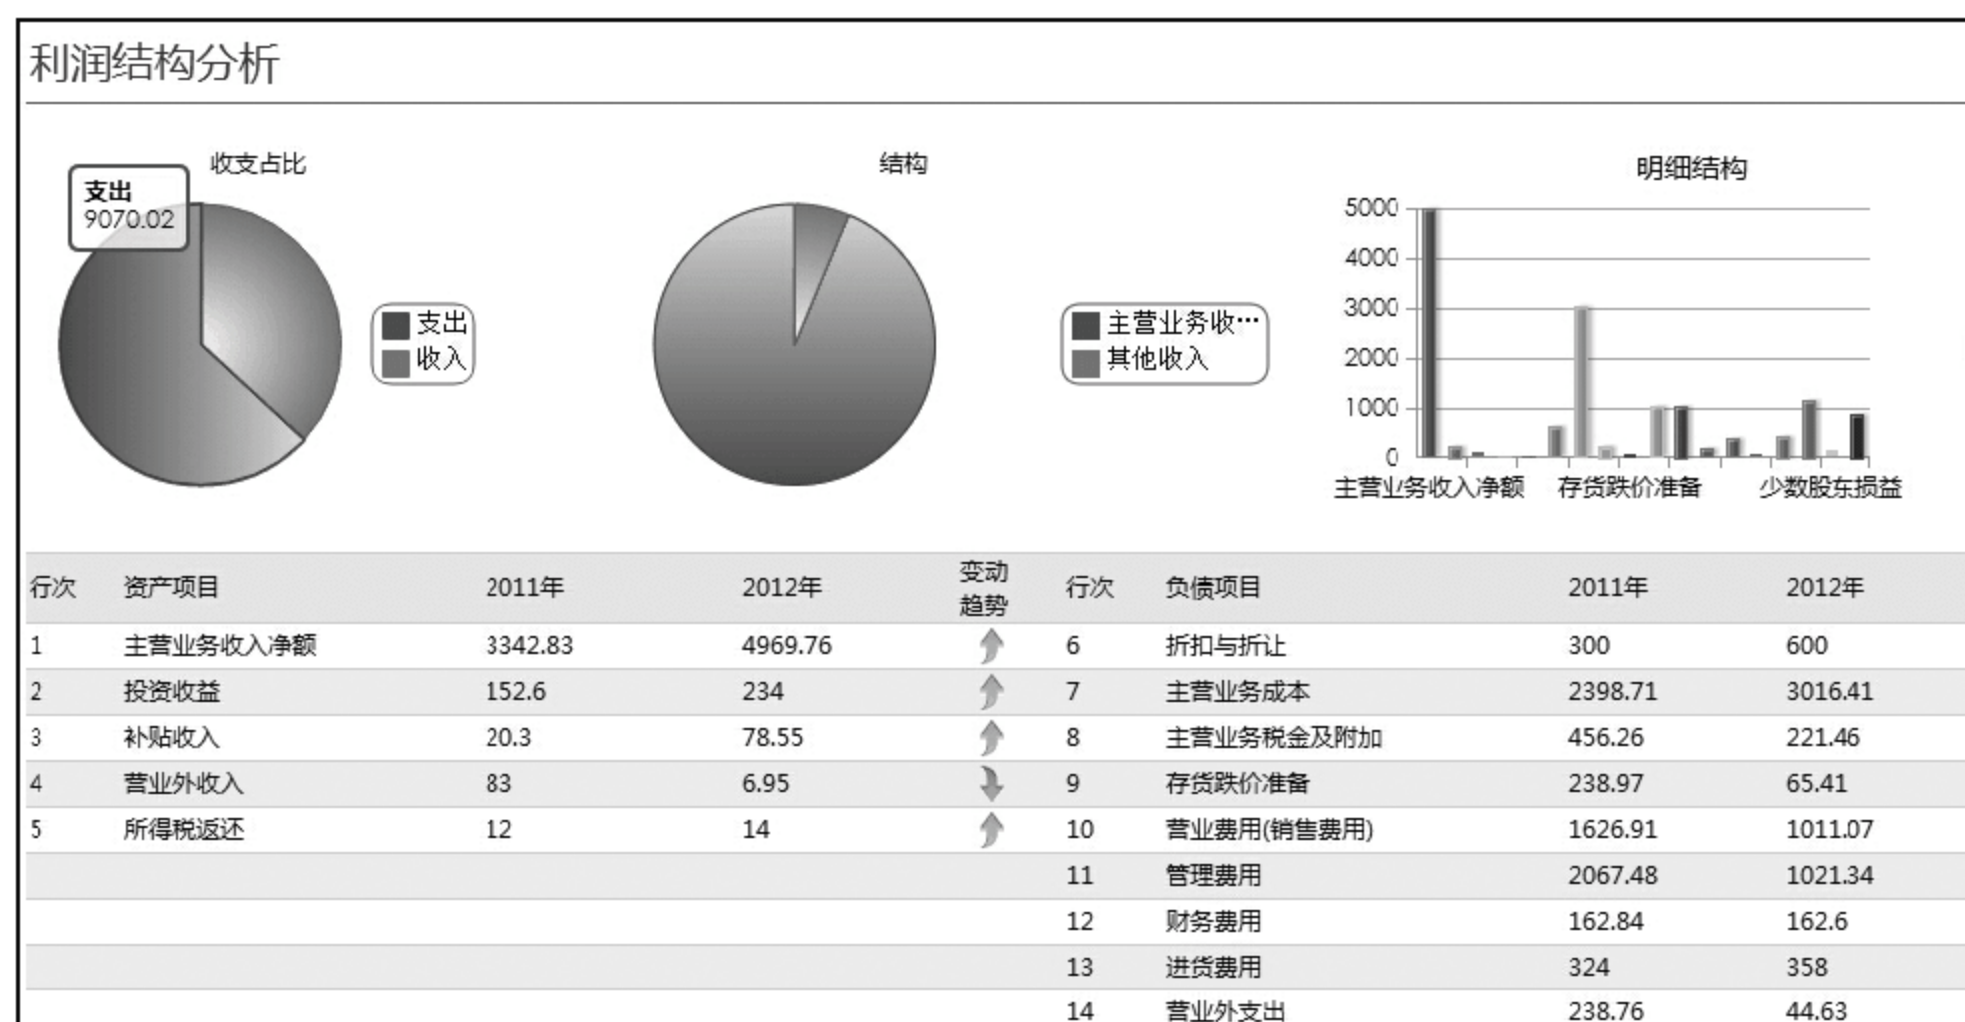 利润结构分析
收支占比
支出
9070.02
支出
收入
结构
主营业务收…
其他收入
明细结构
5000
4000
3000
2000
1000
0
主营业务收入净额 存货跌价准备 少数股东损益
行次 资产项目 2011年 2012年 变动趋势 行次 负债项目 2011年 2012年
1 主营业务收入净额 3342.83 4969.76 6 折扣与折让 300 600
2 投资收益 152.6 234 7 主营业务成本 2398.71 3016.41
3 补贴收入 20.3 78.55 8 主营业务税金及附加 456.26 221.46
4 营业外收入 83 6.95 9 存货跌价准备 238.97 65.41
5 所得税返还 12 14 10 营业费用(销售费用) 1626.91 1011.07
11 管理费用 2067.48 1021.34
12 财务费用 162.84 162.6
13 进货费用 324 358
14 营业外支出 238.76 44.63